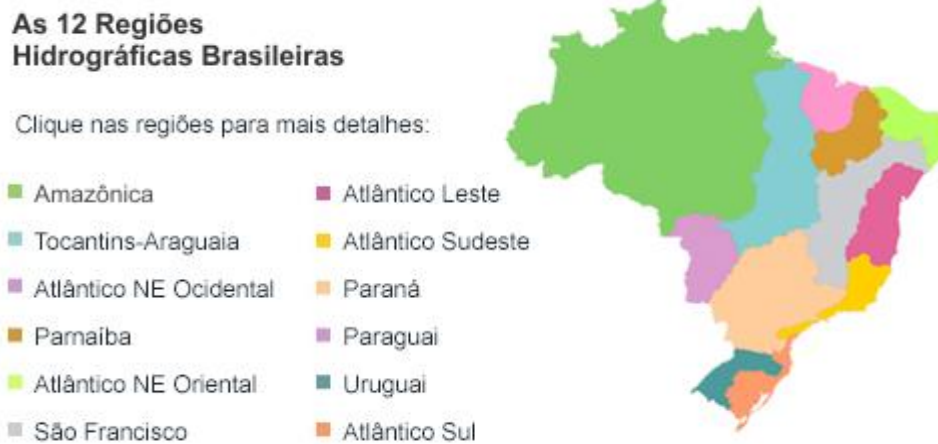 As 12 Regiões
Hidrográficas Brasileiras
Clique nas regiões para mais detalhes:
Amazônica
Tocantins-Araguaia
Atlântico NE Ocidental
Parnaíba
Atlântico NE Oriental
São Francisco
Atlântico Leste
Atlântico Sudeste
Paraná
Paraguai
Uruguai
Atlântico Sul